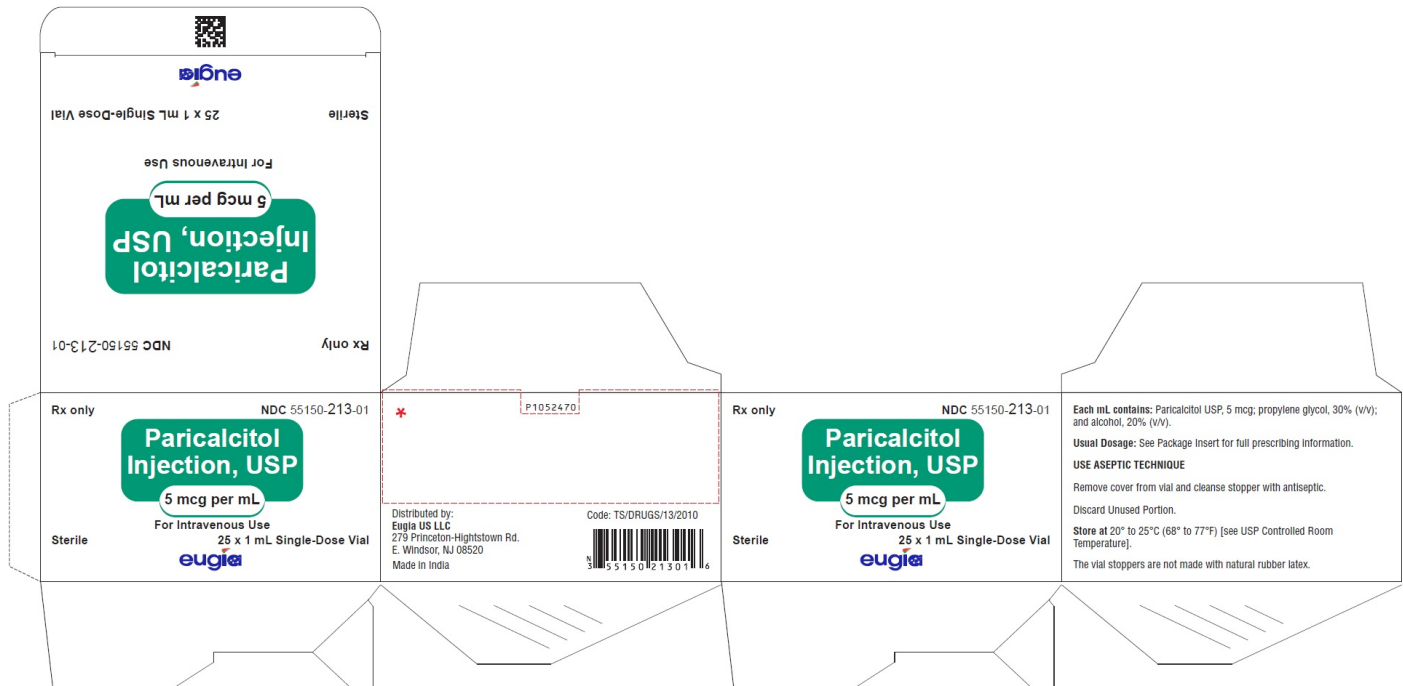 eugia
Sterile 25 x 1 mL Single-Dose Vial
For Intravenous Use
5 mcg per mL
Paricalcitol
Injection, USP
Rx only NDC 55150-213-01
Rx only NDC 55150-213-01
Paricalcitol
Injection, USP
5 mcg per mL
For Intravenous Use
Sterile 25 x 1 mL Single-Dose Vial
eugia
*
P1052470
Distributed by:
Eugia US LLC
279 Princeton-Hightstown Rd.
E. Windsor, NJ 08520
Made in India
Code: TS/DRUGS/13/2010
N
3 55150 21301 6
Rx only NDC 55150-213-01
Paricalcitol
Injection, USP
5 mcg per mL
For Intravenous Use
Sterile 25 x 1 mL Single-Dose Vial
eugia
Each mL contains: Paricalcitol USP, 5 mcg; propylene glycol, 30% (v/v);
and alcohol, 20% (v/v).
Usual Dosage: See Package Insert for full prescribing information.
USE ASEPTIC TECHNIQUE
Remove cover from vial and cleanse stopper with antiseptic.
Discard Unused Portion.
Store at 20° to 25°C (68° to 77°F) [see USP Controlled Room
Temperature].
The vial stoppers are not made with natural rubber latex.